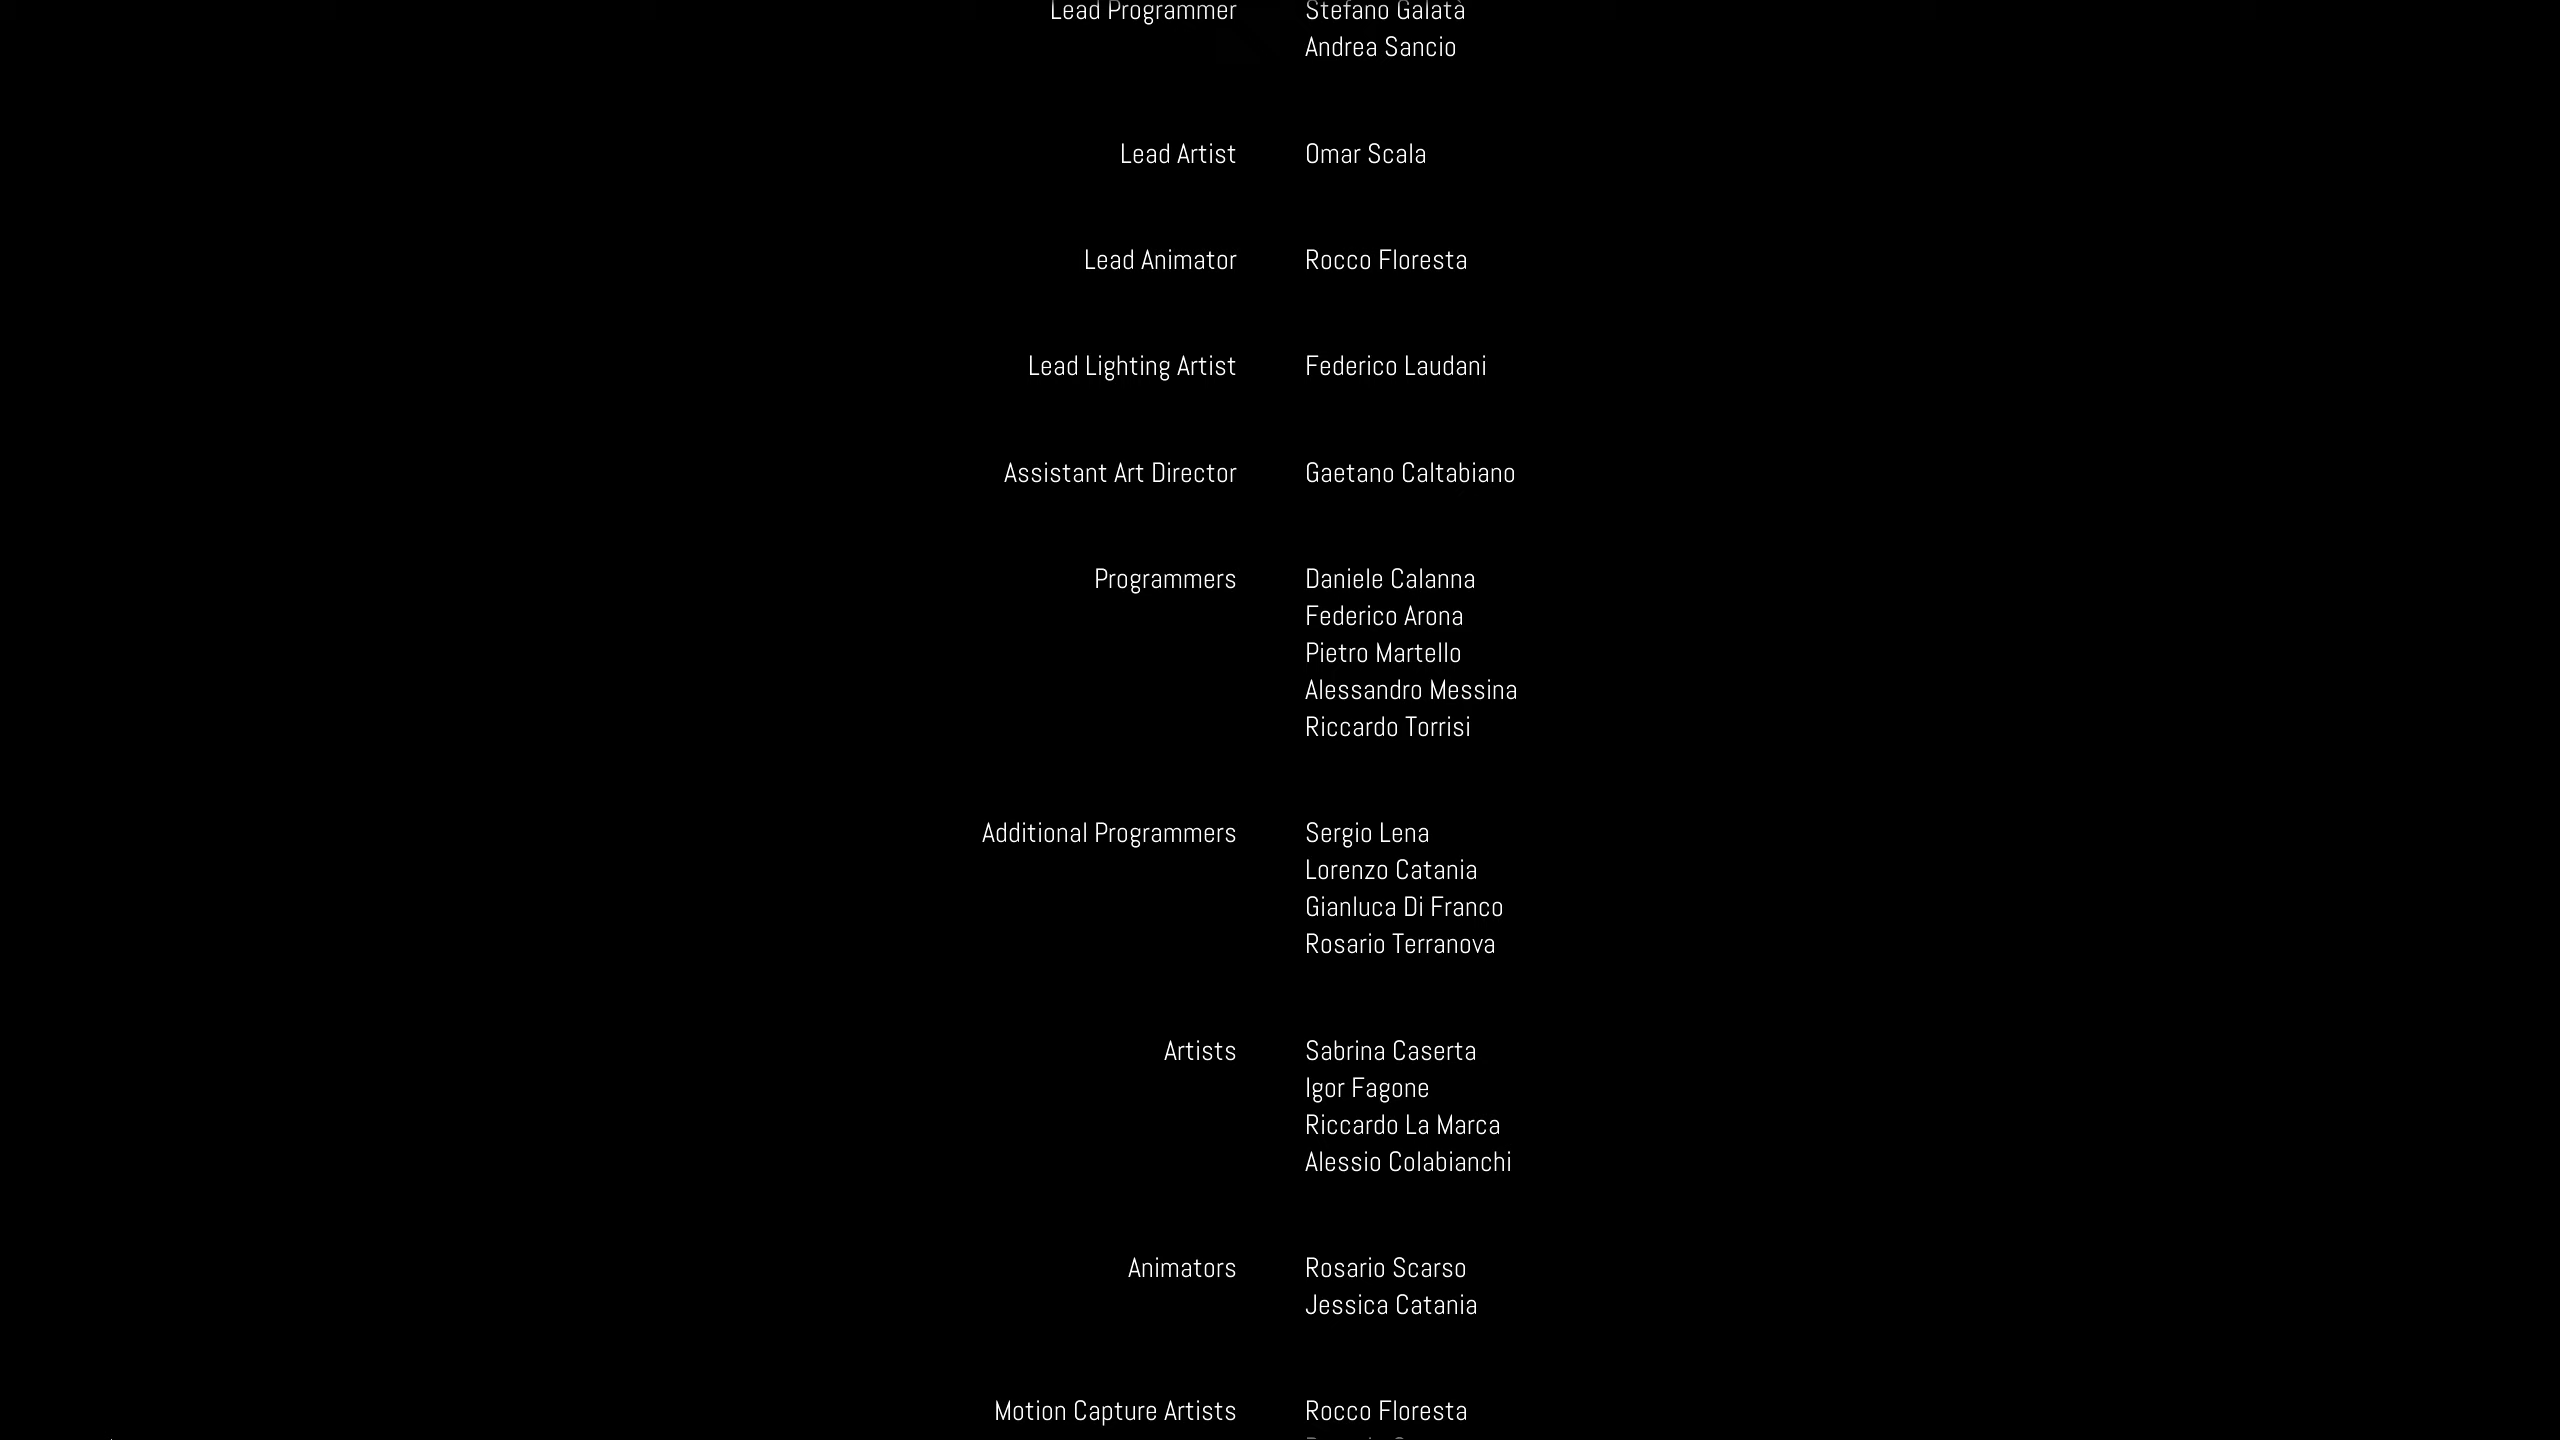 Lead Programmer Stefano Galatà
Andrea Sancio
Lead Artist Omar Scala
Lead Animator Rocco Floresta
Lead Lighting Artist Federico Laudani
Assistant Art Director Gaetano Caltabiano
Programmers Daniele Calanna
Federico Arona
Pietro Martello
Alessandro Messina
Riccardo Torrisi
Additional Programmers Sergio Lena
Lorenzo Catania
Gianluca Di Franco
Rosario Terranova
Artists Sabrina Caserta
Igor Fagone
Riccardo La Marca
Alessio Colabianchi
Animators Rosario Scarso
Jessica Catania
Motion Capture Artists Rocco Floresta